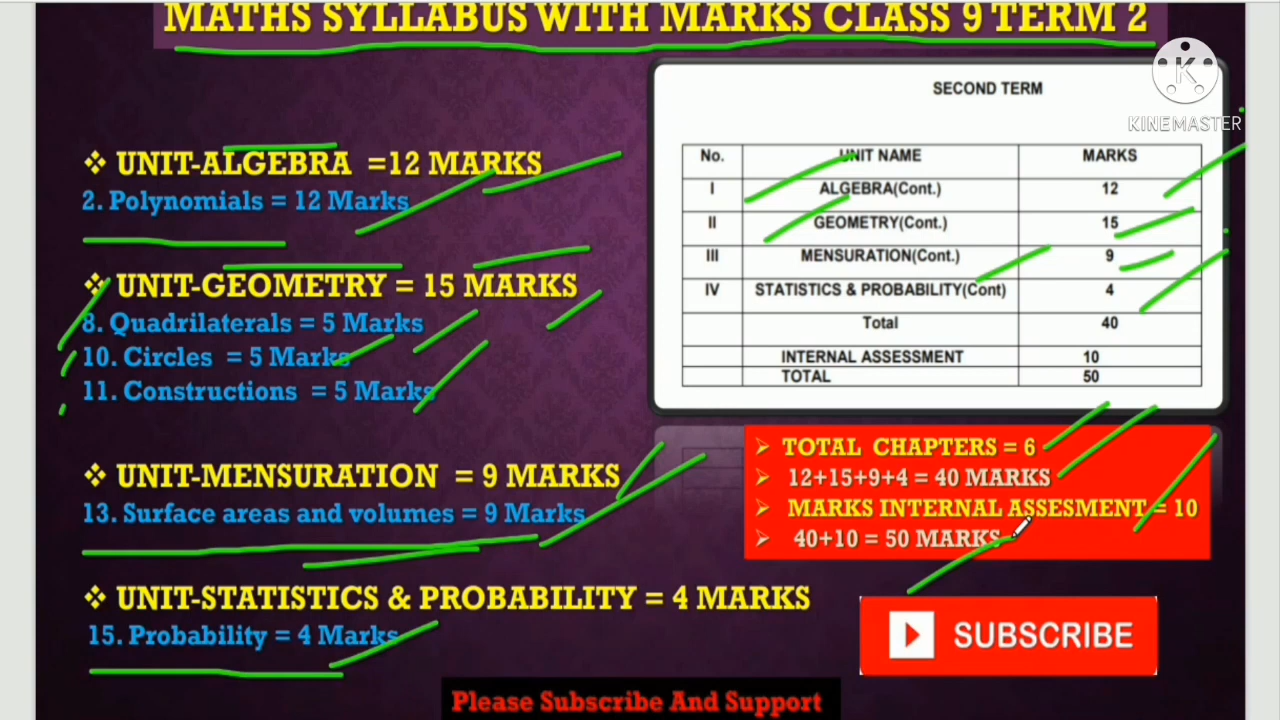 MATHS SYLLABUS WITH MARKS CLASS 9 TERM 2
KINEMASTER
❖ UNIT-ALGEBRA =12 MARKS
2. Polynomials = 12 Marks
❖ UNIT-GEOMETRY = 15 MARKS
8. Quadrilaterals = 5 Marks
10. Circles = 5 Marks
11. Constructions = 5 Marks
❖ UNIT-MENSURATION = 9 MARKS
13. Surface areas and volumes = 9 Marks
❖ UNIT-STATISTICS & PROBABILITY = 4 MARKS
15. Probability = 4 Marks
SECOND TERM
No. UNIT NAME MARKS
I ALGEBRA(Cont.) 12
II GEOMETRY(Cont.) 15
III MENSURATION(Cont.) 9
IV STATISTICS & PROBABILITY(Cont) 4
Total 40
INTERNAL ASSESSMENT 10
TOTAL 50
➢ TOTAL CHAPTERS = 6
➢ 12+15+9+4 = 40 MARKS
➢ MARKS INTERNAL ASSESMENT = 10
➢ 40+10 = 50 MARKS
SUBSCRIBE
Please Subscribe And Support